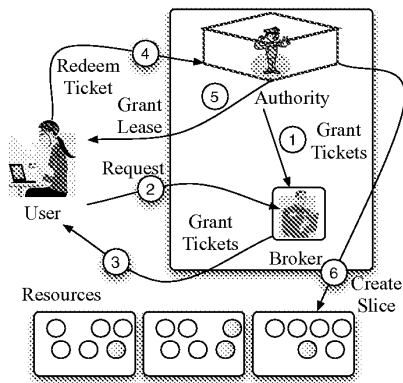 4
Redeem
Ticket
5
Grant
Lease
Authority
1
Grant
Tickets
Request
2
User
Grant
Tickets
3
Broker
6
Create
Slice
Resources